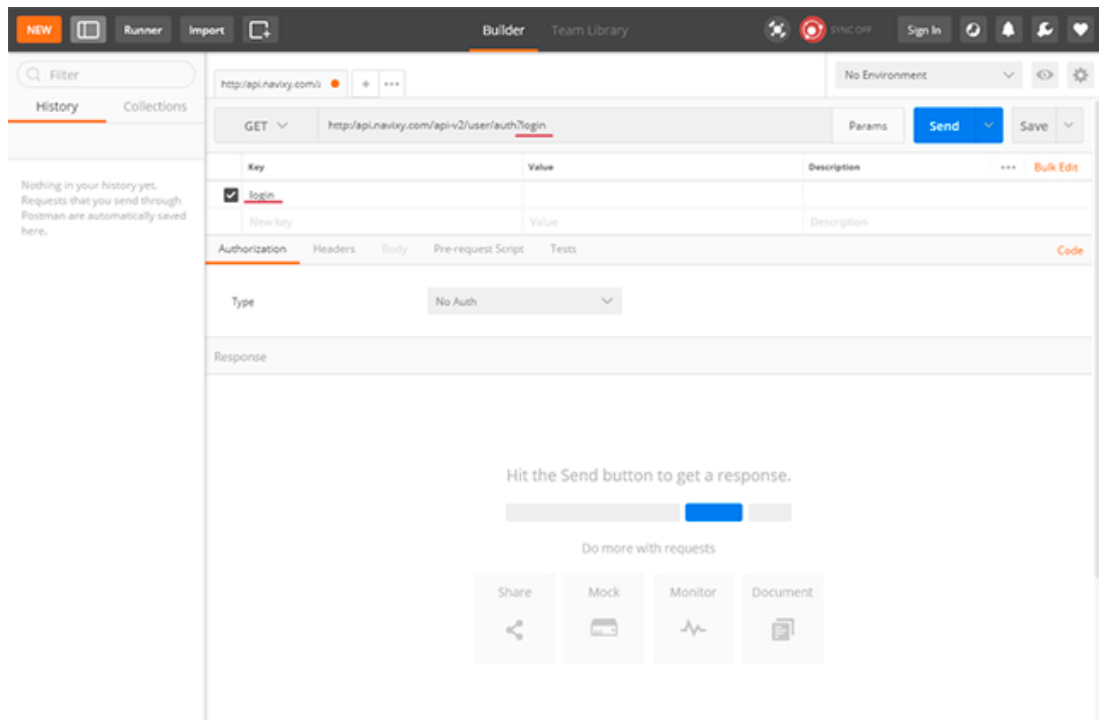 NEW Runner Import Builder Team Library SYNC OFF Sign In
Filter
History Collections
Nothing in your history yet.
Requests that you send through
Postman are automatically saved
here.
http:/api.navixy.com/a + ••• No Environment
GET http:/api.navixy.com/api-v2/user/auth?login Params Send Save
Key Value Description ••• Bulk Edit
login
New key Value Description
Authorization Headers Body Pre-request Script Tests Code
Type No Auth
Response
Hit the Send button to get a response.
Do more with requests
Share Mock Monitor Document